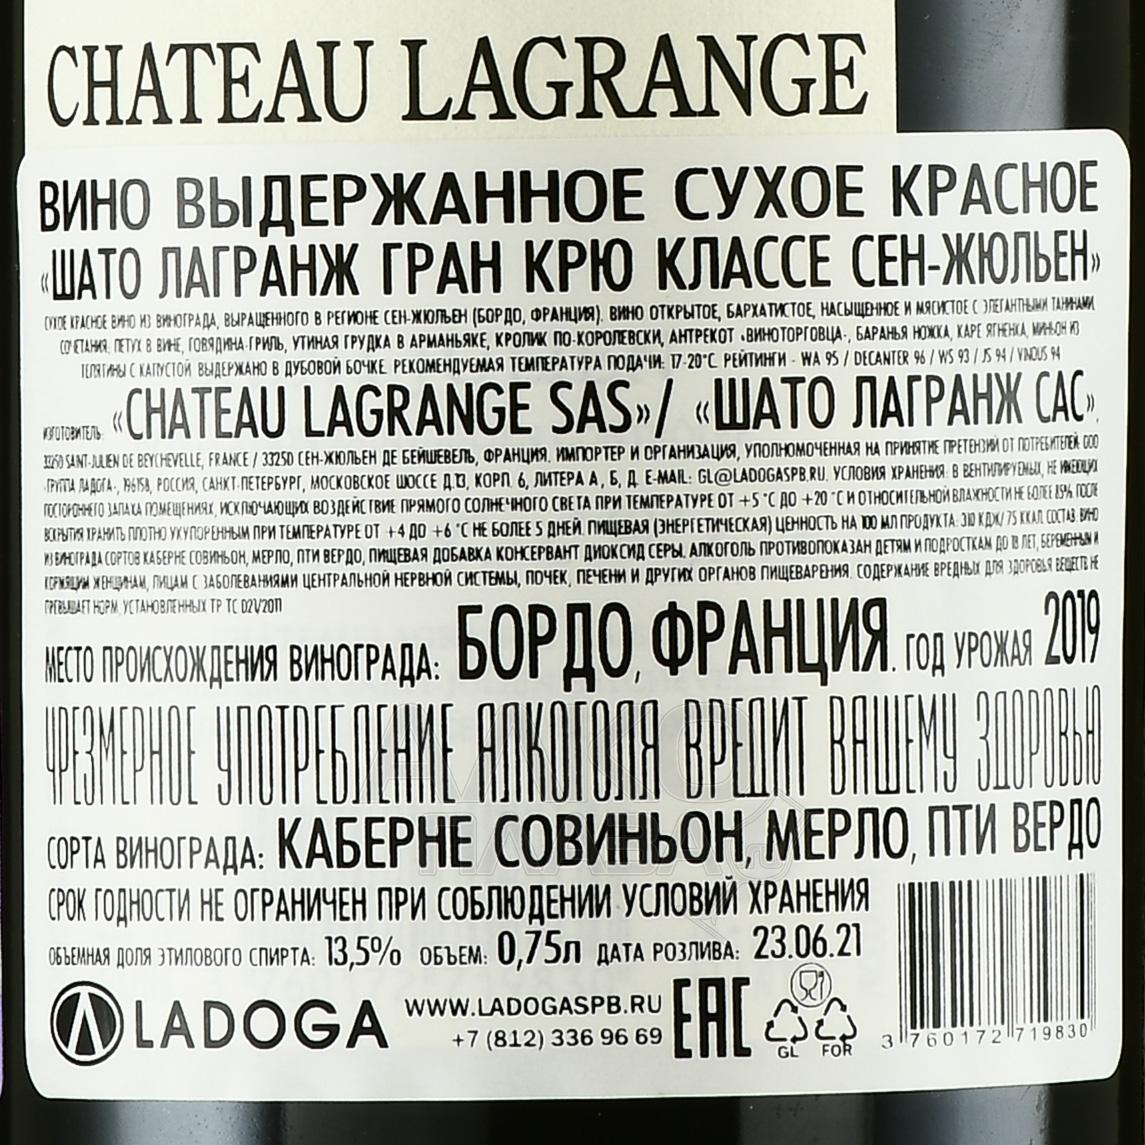 CHATEAU LAGRANGE
ВИНО ВЫДЕРЖАННОЕ СУХОЕ КРАСНОЕ
«ШАТО ЛАГРАНЖ ГРАН КРЮ КЛАССЕ СЕН-ЖЮЛЬЕН»
СУХОЕ КРАСНОЕ ВИНО ИЗ ВИНОГРАДА, ВЫРАЩЕННОГО В РЕГИОНЕ СЕН-ЖЮЛЬЕН (БОРДО, ФРАНЦИЯ). ВИНО ОТКРЫТОЕ, БАРХАТИСТОЕ, НАСЫЩЕННОЕ И МЯСИСТОЕ С ЭЛЕГАНТНЫМИ ТАНИНАМИ.
СОЧЕТАНИЯ: ПЕТУХ В ВИНЕ, ГОВЯДИНА-ГРИЛЬ, УТИНАЯ ГРУДКА В АРМАНЬЯКЕ, КРОЛИК ПО-КОРОЛЕВСКИ, АНТРЕКОТ «ВИНОТОРГОВЦА», БАРАНЬЯ НОЖКА, КАРЕ ЯГНЕНКА, МИНЬОН ИЗ
ТЕЛЯТИНЫ С КАПУСТОЙ. ВЫДЕРЖАНО В ДУБОВОЙ БОЧКЕ. РЕКОМЕНДУЕМАЯ ТЕМПЕРАТУРА ПОДАЧИ: 17-20°C. РЕЙТИНГИ - WA 95 / DECANTER 96 / WS 93 / JS 94 / VINOUS 94
ИЗГОТОВИТЕЛЬ: «CHATEAU LAGRANGE SAS»/ «ШАТО ЛАГРАНЖ САС»,
33250 SAINT-JULIEN DE BEYCHEVELLE, FRANCE / 33250 СЕН-ЖЮЛЬЕН ДЕ БЕЙШЕВЕЛЬ, ФРАНЦИЯ. ИМПОРТЕР И ОРГАНИЗАЦИЯ, УПОЛНОМОЧЕННАЯ НА ПРИНЯТИЕ ПРЕТЕНЗИЙ ОТ ПОТРЕБИТЕЛЕЙ: ООО
«ГРУППА ЛАДОГА», 196158, РОССИЯ, САНКТ-ПЕТЕРБУРГ, МОСКОВСКОЕ ШОССЕ Д.13, КОРП. 6, ЛИТЕРА А, Б, Д. E-MAIL: GL@LADOGASPB.RU. УСЛОВИЯ ХРАНЕНИЯ: В ВЕНТИЛИРУЕМЫХ, НЕ ИМЕЮЩИХ
ПОСТОРОННЕГО ЗАПАХА ПОМЕЩЕНИЯХ, ИСКЛЮЧАЮЩИХ ВОЗДЕЙСТВИЕ ПРЯМОГО СОЛНЕЧНОГО СВЕТА ПРИ ТЕМПЕРАТУРЕ ОТ +5 °C ДО +20 °C И ОТНОСИТЕЛЬНОЙ ВЛАЖНОСТИ НЕ БОЛЕЕ 85%. ПОСЛЕ
ВСКРЫТИЯ ХРАНИТЬ ПЛОТНО УКУПОРЕННЫМ ПРИ ТЕМПЕРАТУРЕ ОТ +4 ДО +6 °C НЕ БОЛЕЕ 5 ДНЕЙ. ПИЩЕВАЯ (ЭНЕРГЕТИЧЕСКАЯ) ЦЕННОСТЬ НА 100 МЛ ПРОДУКТА: 310 КДЖ/ 75 ККАЛ. СОСТАВ: ВИНО
ИЗ ВИНОГРАДА СОРТОВ КАБЕРНЕ СОВИНЬОН, МЕРЛО, ПТИ ВЕРДО, ПИЩЕВАЯ ДОБАВКА КОНСЕРВАНТ ДИОКСИД СЕРЫ. АЛКОГОЛЬ ПРОТИВОПОКАЗАН ДЕТЯМ И ПОДРОСТКАМ ДО 18 ЛЕТ, БЕРЕМЕННЫМ И
КОРМЯЩИМ ЖЕНЩИНАМ, ЛИЦАМ С ЗАБОЛЕВАНИЯМИ ЦЕНТРАЛЬНОЙ НЕРВНОЙ СИСТЕМЫ, ПОЧЕК, ПЕЧЕНИ И ДРУГИХ ОРГАНОВ ПИЩЕВАРЕНИЯ. СОДЕРЖАНИЕ ВРЕДНЫХ ДЛЯ ЗДОРОВЬЯ ВЕЩЕСТВ НЕ
ПРЕВЫШАЕТ НОРМ, УСТАНОВЛЕННЫХ ТР ТС 021/2011
МЕСТО ПРОИСХОЖДЕНИЯ ВИНОГРАДА: БОРДО, ФРАНЦИЯ. ГОД УРОЖАЯ 2019
ЧРЕЗМЕРНОЕ УПОТРЕБЛЕНИЕ АЛКОГОЛЯ ВРЕДИТ ВАШЕМУ ЗДОРОВЬЮ
СОРТА ВИНОГРАДА: КАБЕРНЕ СОВИНЬОН, МЕРЛО, ПТИ ВЕРДО
СРОК ГОДНОСТИ НЕ ОГРАНИЧЕН ПРИ СОБЛЮДЕНИИ УСЛОВИЙ ХРАНЕНИЯ
ОБЪЕМНАЯ ДОЛЯ ЭТИЛОВОГО СПИРТА: 13,5% ОБЪЕМ: 0,75Л ДАТА РОЗЛИВА: 23.06.21
LADOGA WWW.LADOGASPB.RU
+7 (812) 336 96 69
EAC
GL FOR
3 760172 719830